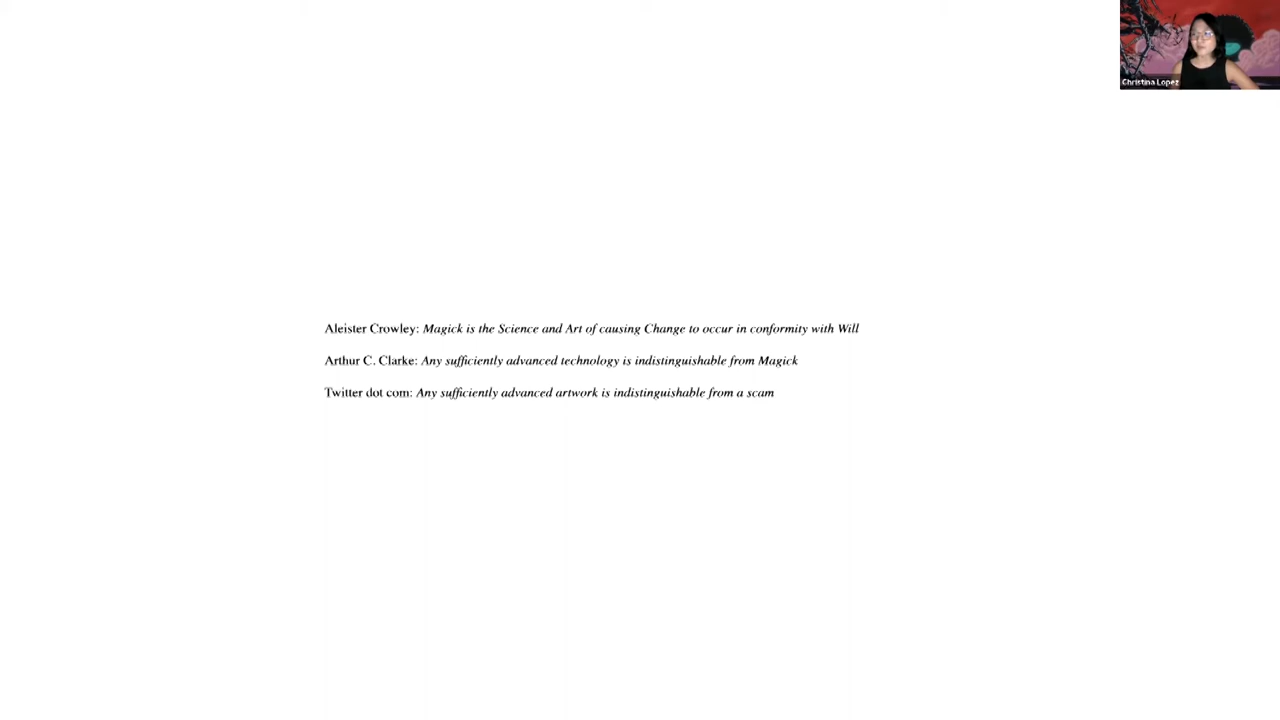 Christina Lopez
Aleister Crowley: Magick is the Science and Art of causing Change to occur in conformity with Will
Arthur C. Clarke: Any sufficiently advanced technology is indistinguishable from Magick
Twitter dot com: Any sufficiently advanced artwork is indistinguishable from a scam